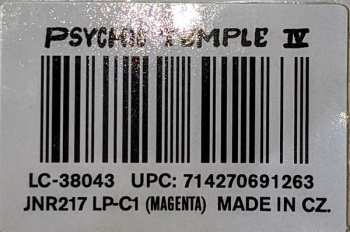 PSYCHIC TEMPLE IV
LC-38043 UPC: 714270691263
JNR217 LP-C1 (MAGENTA) MADE IN CZ.